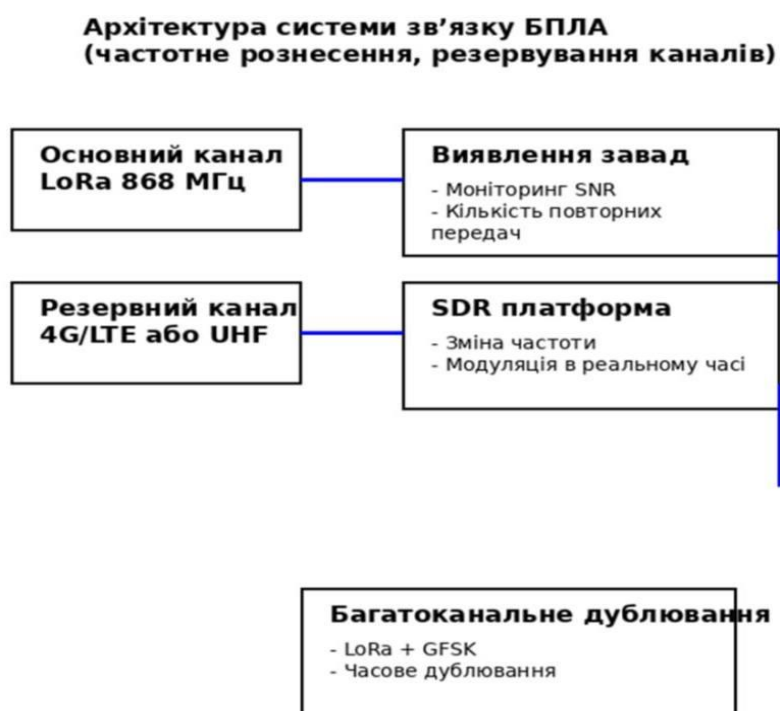 Архітектура системи зв’язку БПЛА
(частотне рознесення, резервування каналів)
Основний канал
LoRa 868 МГц
Виявлення завад
- Моніторинг SNR
- Кількість повторних
передач
Резервний канал
4G/LTE або UHF
SDR платформа
- Зміна частоти
- Модуляція в реальному часі
Багатоканальне дублювання
- LoRa + GFSK
- Часове дублювання